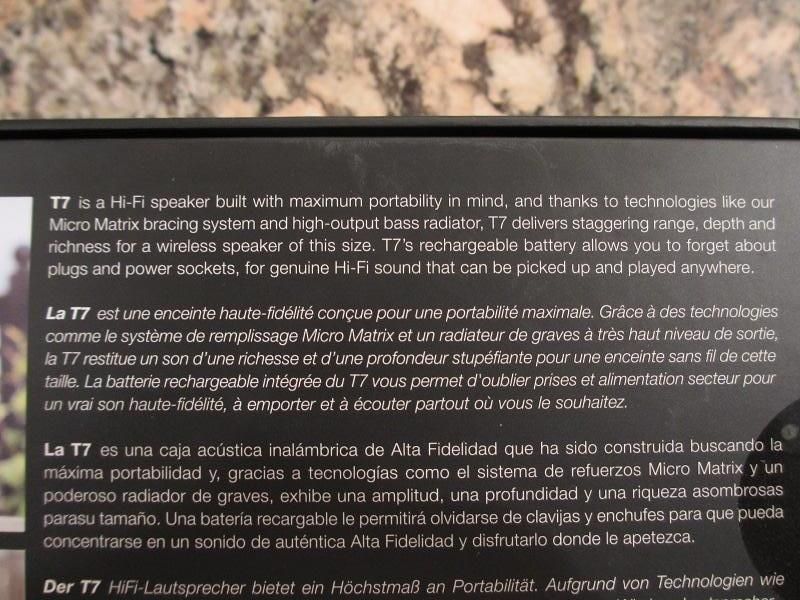 T7 is a Hi-Fi speaker built with maximum portability in mind, and thanks to technologies like our
Micro Matrix bracing system and high-output bass radiator, T7 delivers staggering range, depth and
richness for a wireless speaker of this size. T7's rechargeable battery allows you to forget about
plugs and power sockets, for genuine Hi-Fi sound that can be picked up and played anywhere.
La T7 est une enceinte haute-fidélité conçue pour une portabilité maximale. Grâce à des technologies
comme le système de remplissage Micro Matrix et un radiateur de graves à très haut niveau de sortie,
la T7 restitue un son d'une richesse et d'une profondeur stupéfiante pour une enceinte sans fil de cette
taille. La batterie rechargeable intégrée du T7 vous permet d'oublier prises et alimentation secteur pour
un vrai son haute-fidélité, à emporter et à écouter partout où vous le souhaitez.
La T7 es una caja acústica inalámbrica de Alta Fidelidad que ha sido construida buscando la
máxima portabilidad y, gracias a tecnologías como el sistema de refuerzos Micro Matrix y un
poderoso radiador de graves, exhibe una amplitud, una profundidad y una riqueza asombrosas
parasu tamaño. Una batería recargable le permitirá olvidarse de clavijas y enchufes para que pueda
concentrarse en un sonido de auténtica Alta Fidelidad y disfrutarlo donde le apetezca.
Der T7 HiFi-Lautsprecher bietet ein Höchstmaß an Portabilität. Aufgrund von Technologien wie